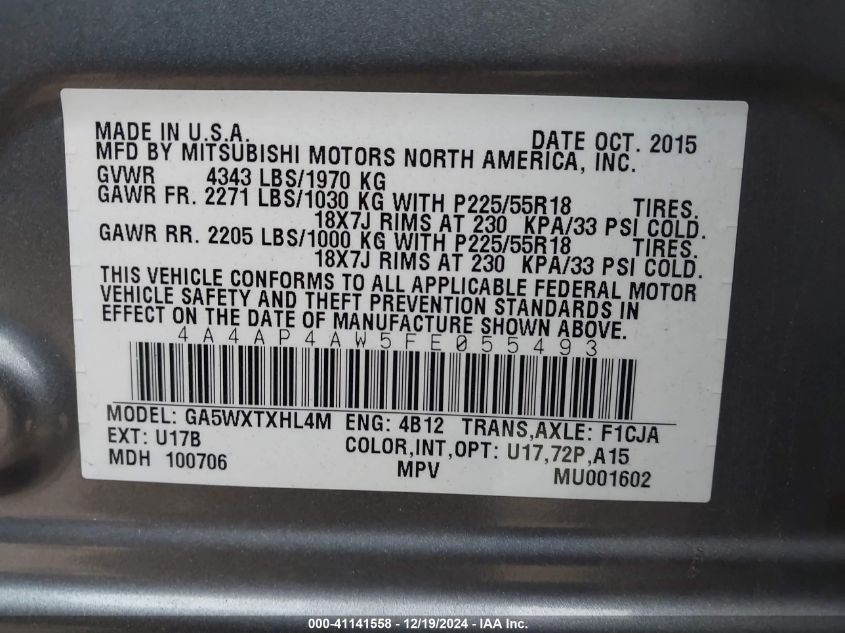 MADE IN U.S.A. DATE OCT. 2015
MFD BY MITSUBISHI MOTORS NORTH AMERICA, INC.
GVWR 4343 LBS/1970 KG
GAWR FR. 2271 LBS/1030 KG WITH P225/55R18 TIRES.
18X7J RIMS AT 230 KPA/33 PSI COLD.
GAWR RR. 2205 LBS/1000 KG WITH P225/55R18 TIRES.
18X7J RIMS AT 230 KPA/33 PSI COLD.
THIS VEHICLE CONFORMS TO ALL APPLICABLE FEDERAL MOTOR
VEHICLE SAFETY AND THEFT PREVENTION STANDARDS IN
EFFECT ON THE DATE OF MANUFACTURE SHOWN ABOVE.
4A4AP4AW5FE055493
MODEL: GA5WXTXHL4M ENG: 4B12 TRANS,AXLE: F1CJA
EXT: U17B COLOR,INT,OPT: U17,72P,A15
MDH 100706 MPV MU001602
000-41141558 - 12/19/2024 - IAA Inc.